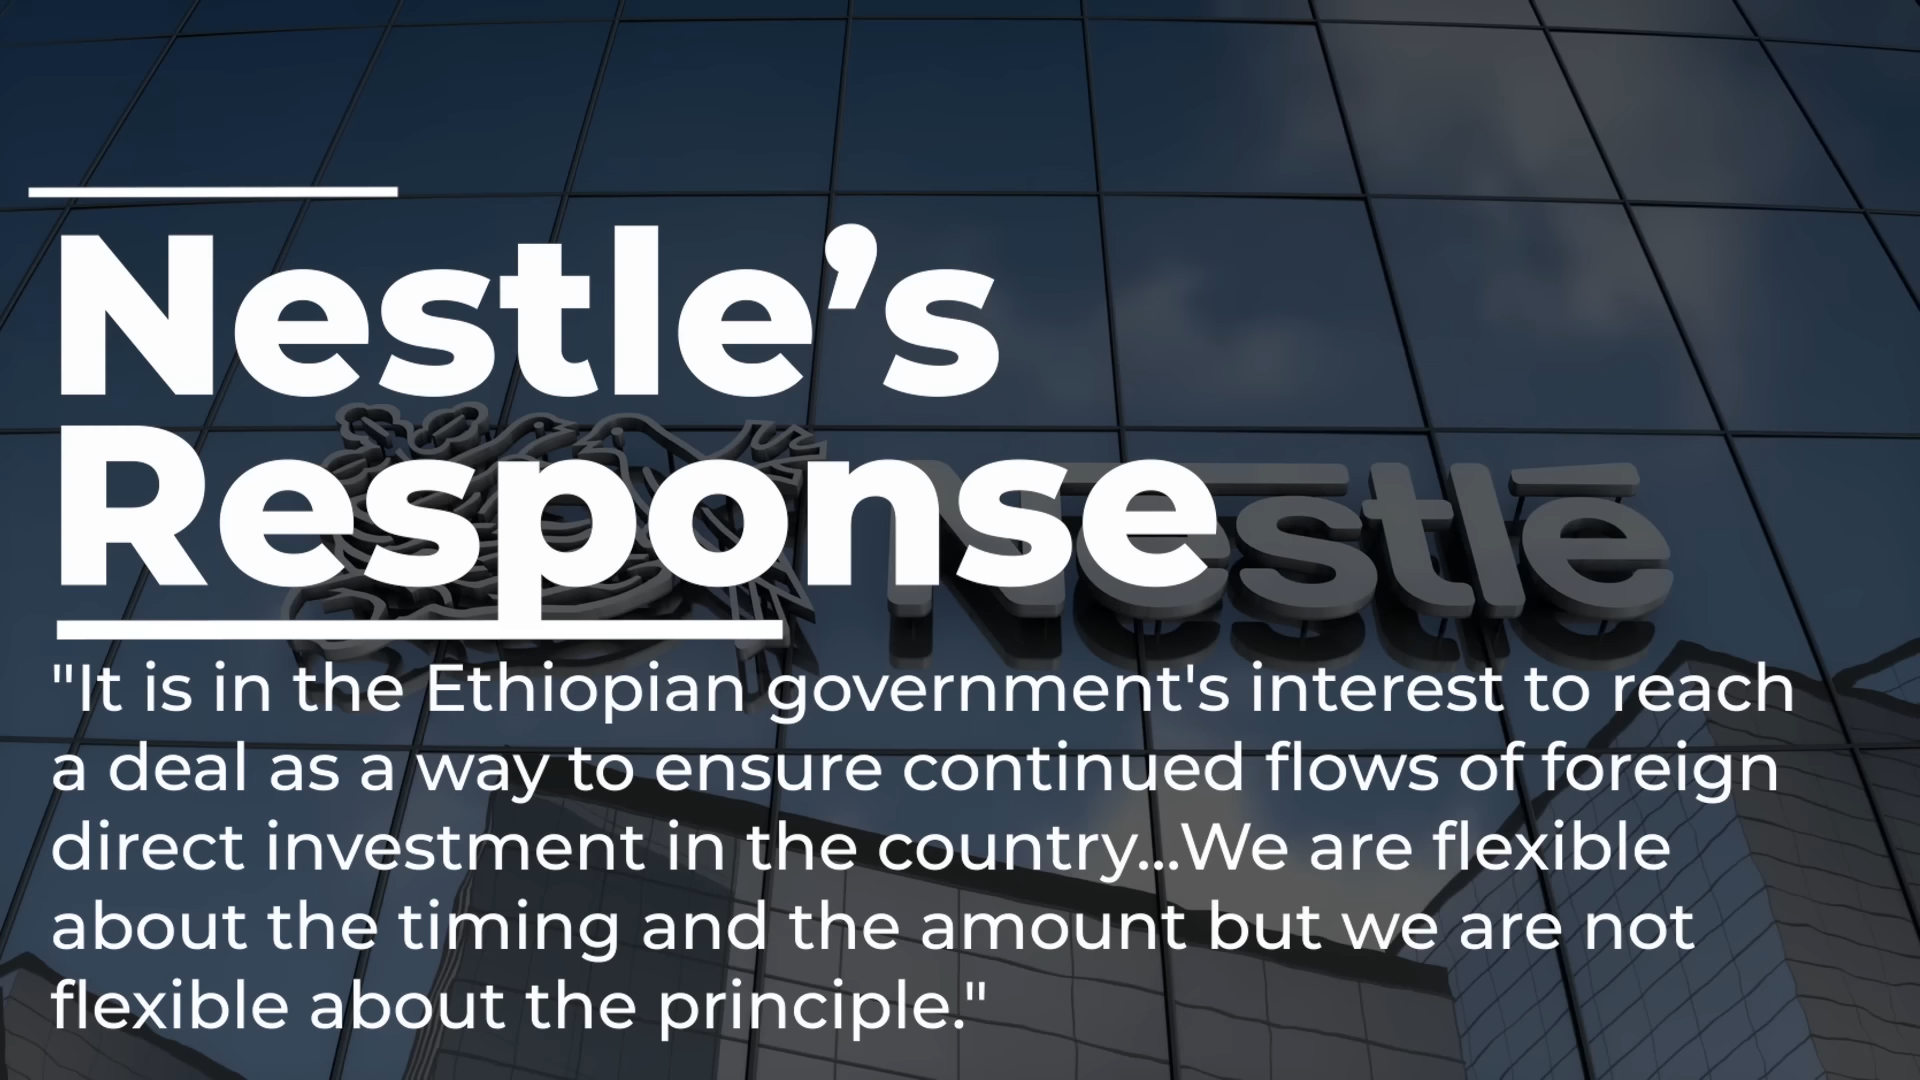 Nestle’s
Response
Nestlē
"It is in the Ethiopian government's interest to reach
a deal as a way to ensure continued flows of foreign
direct investment in the country...We are flexible
about the timing and the amount but we are not
flexible about the principle."